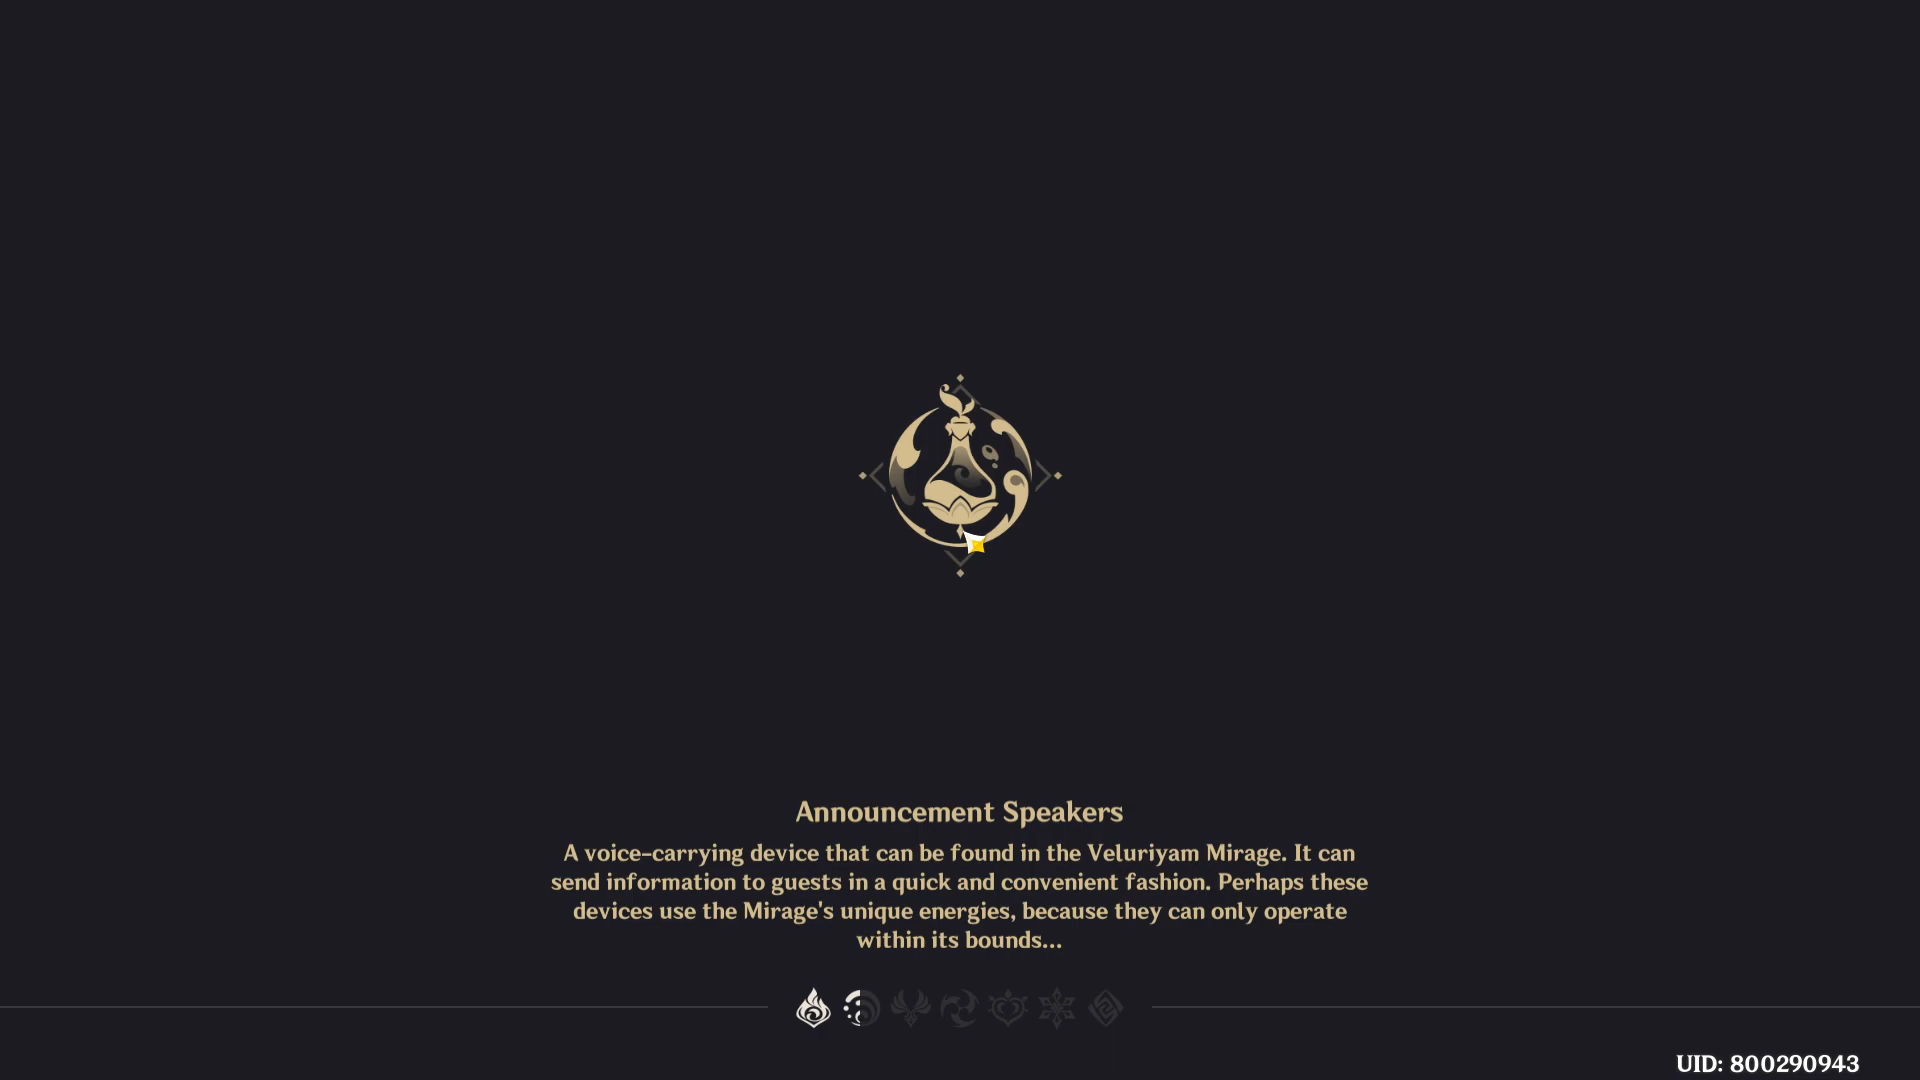 Announcement Speakers
A voice-carrying device that can be found in the Veluriyam Mirage. It can
send information to guests in a quick and convenient fashion. Perhaps these
devices use the Mirage's unique energies, because they can only operate
within its bounds...
UID: 800290943